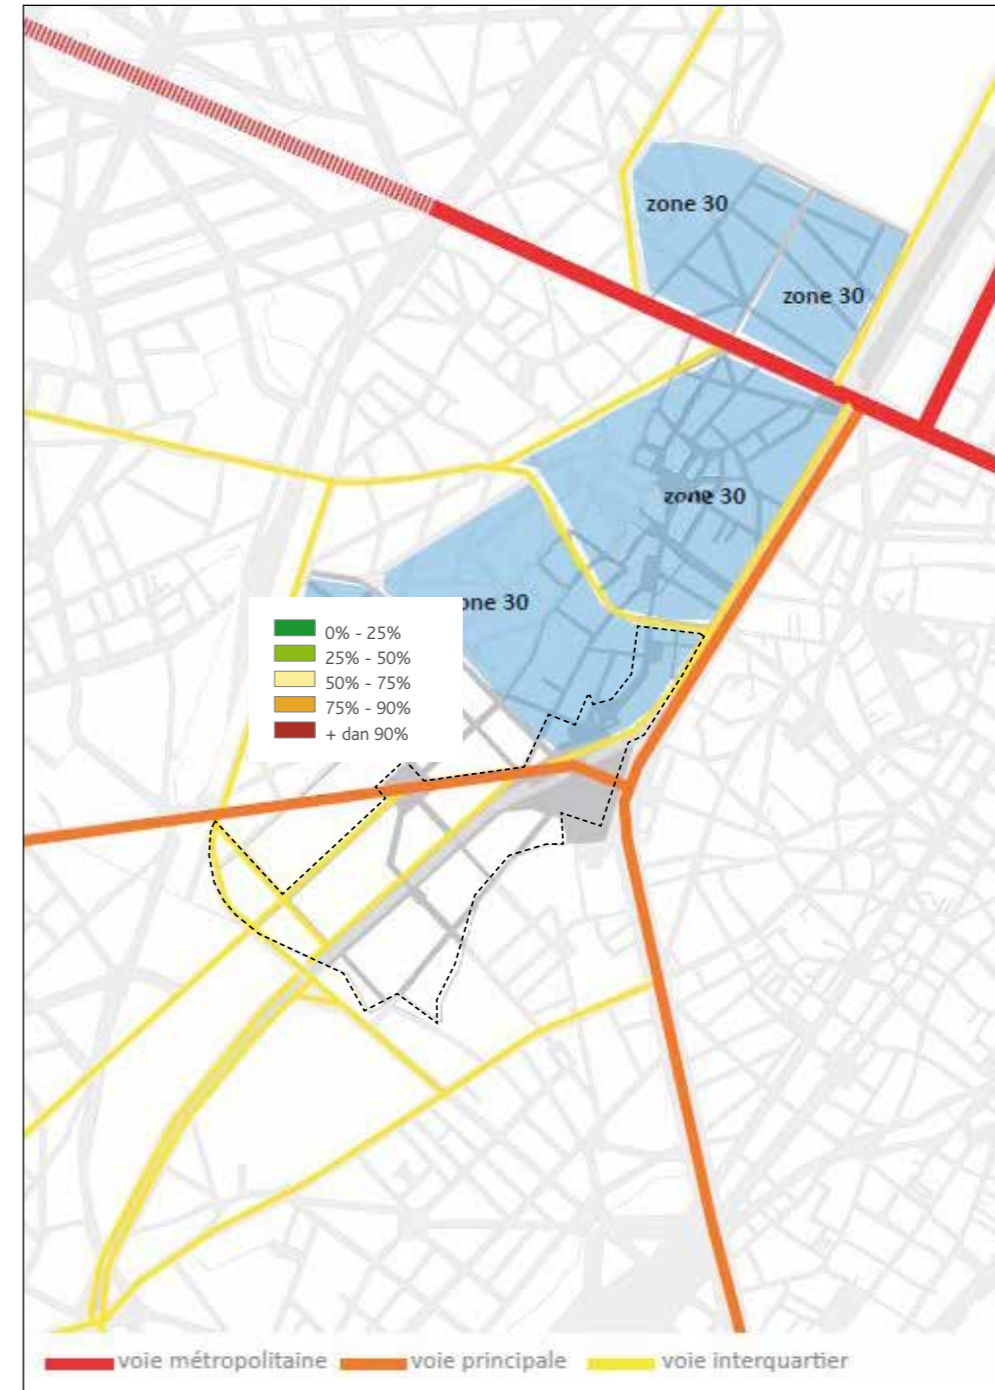 zone 30
zone 30
zone 30
one 30
0% - 25%
25% - 50%
50% - 75%
75% - 90%
+ dan 90%
voie métropolitaine voie principale voie interquartier